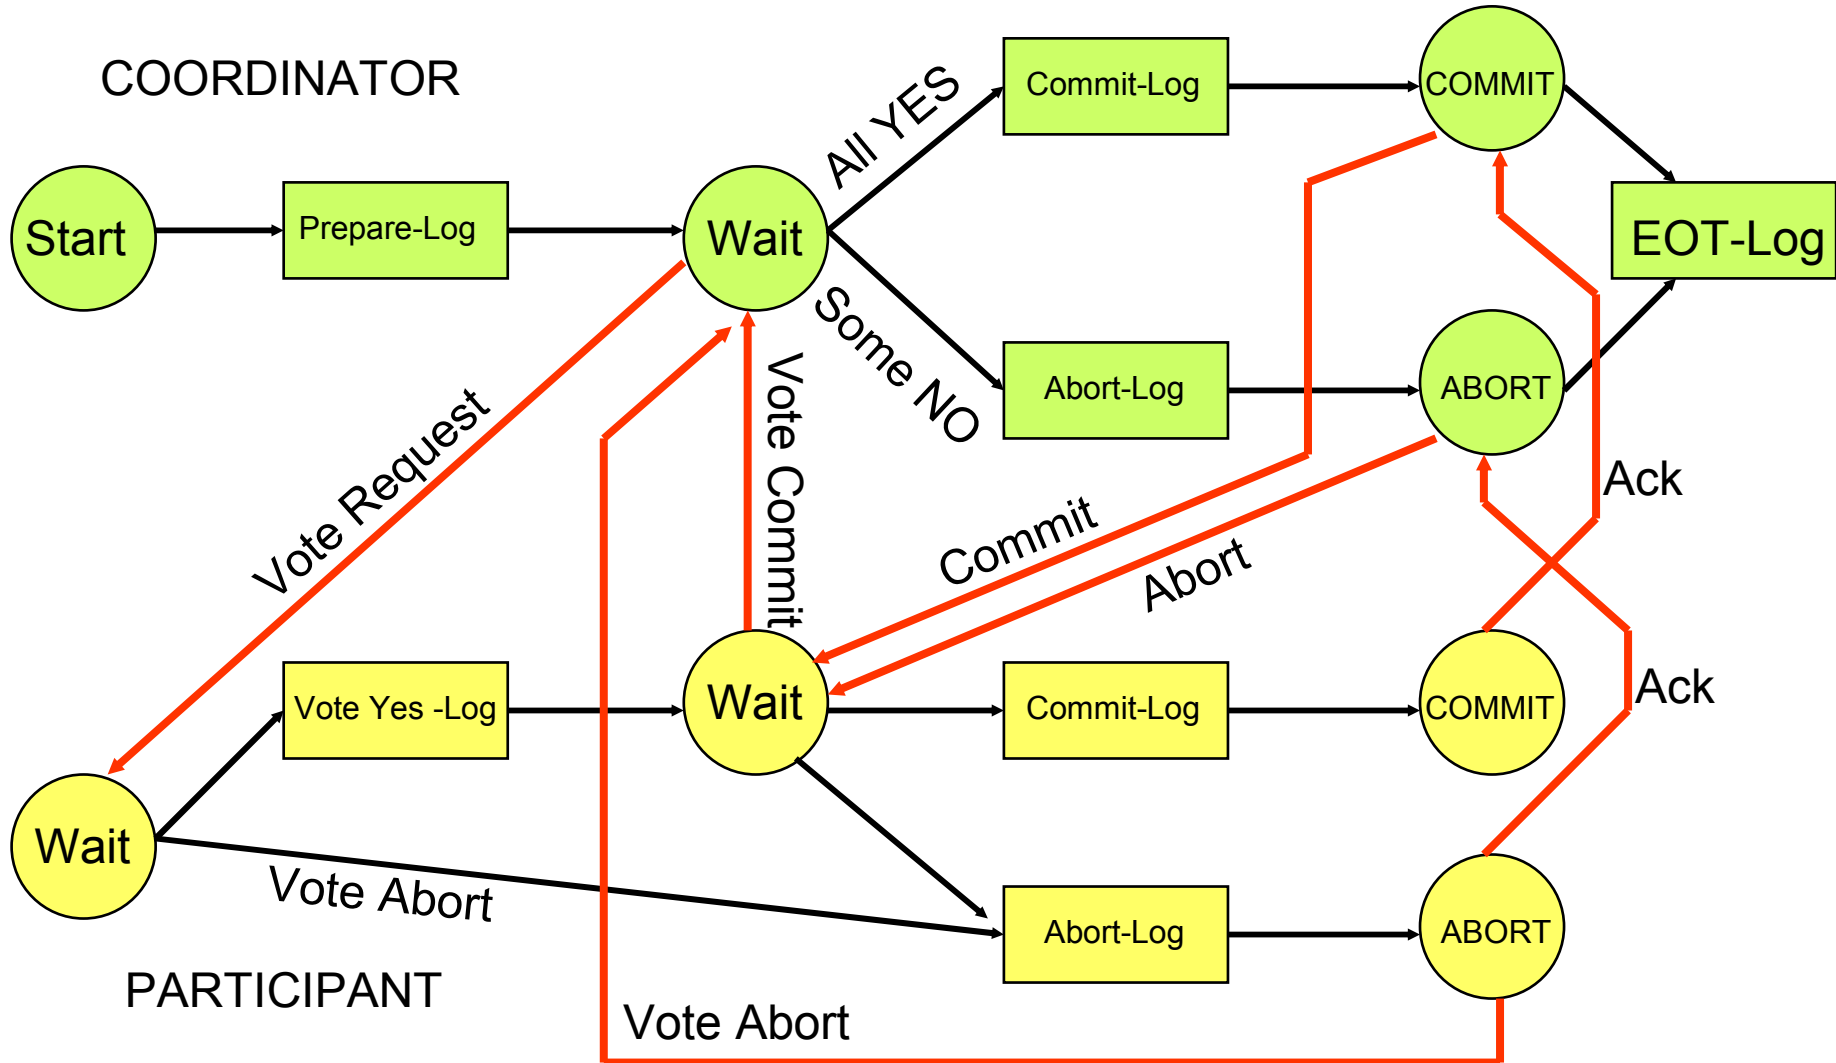 COORDINATOR
Commit-Log
COMMIT
All YES
Start
Prepare-Log
Wait
EOT-Log
Some NO
Abort-Log
ABORT
Vote Request
Vote Commit
Commit
Abort
Ack
Ack
Vote Yes -Log
Wait
Commit-Log
COMMIT
Wait
Vote Abort
Abort-Log
ABORT
PARTICIPANT
Vote Abort